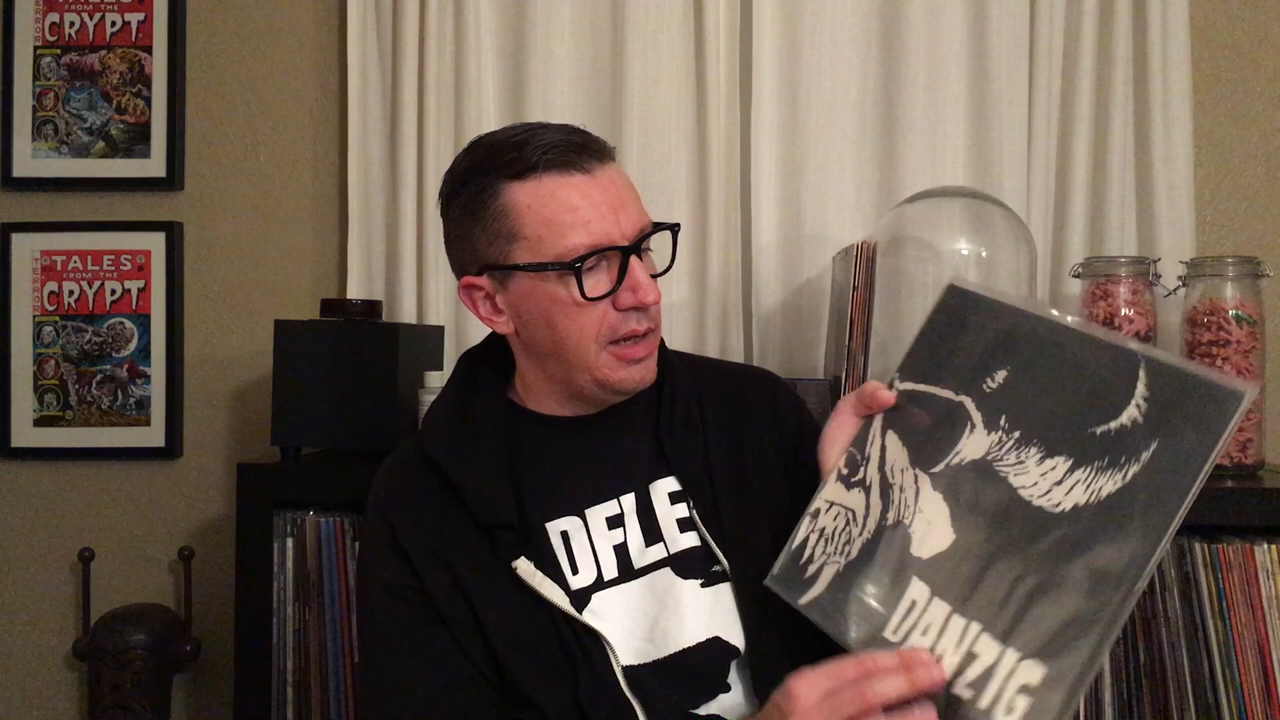 TALES
FROM THE
CRYPT
TERROR
TALES
FROM THE
CRYPT
DFLE
DANZIG